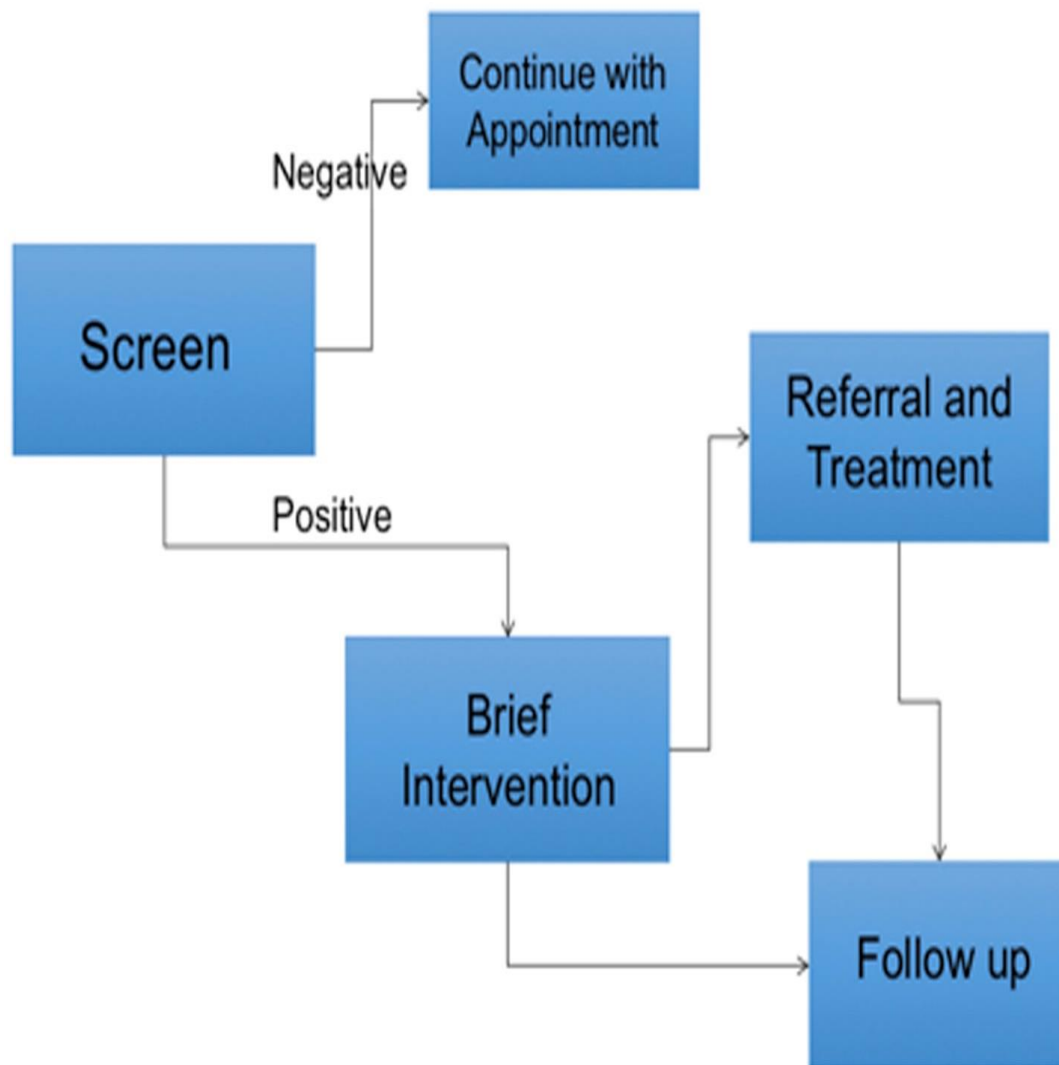 Continue with
Appointment
Negative
Screen
Referral and
Treatment
Positive
Brief
Intervention
Follow up